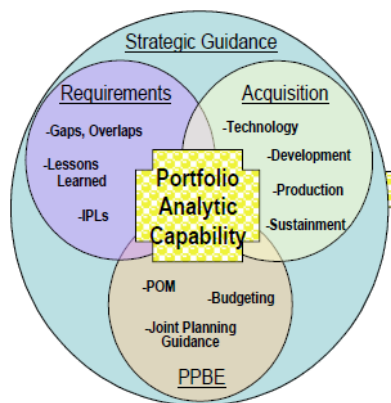 Strategic Guidance
Requirements
-Gaps, Overlaps
-Lessons
Learned
-IPLs
Acquisition
-Technology
-Development
-Production
-Sustainment
Portfolio
Analytic
Capability
-POM
-Budgeting
-Joint Planning
Guidance
PPBE